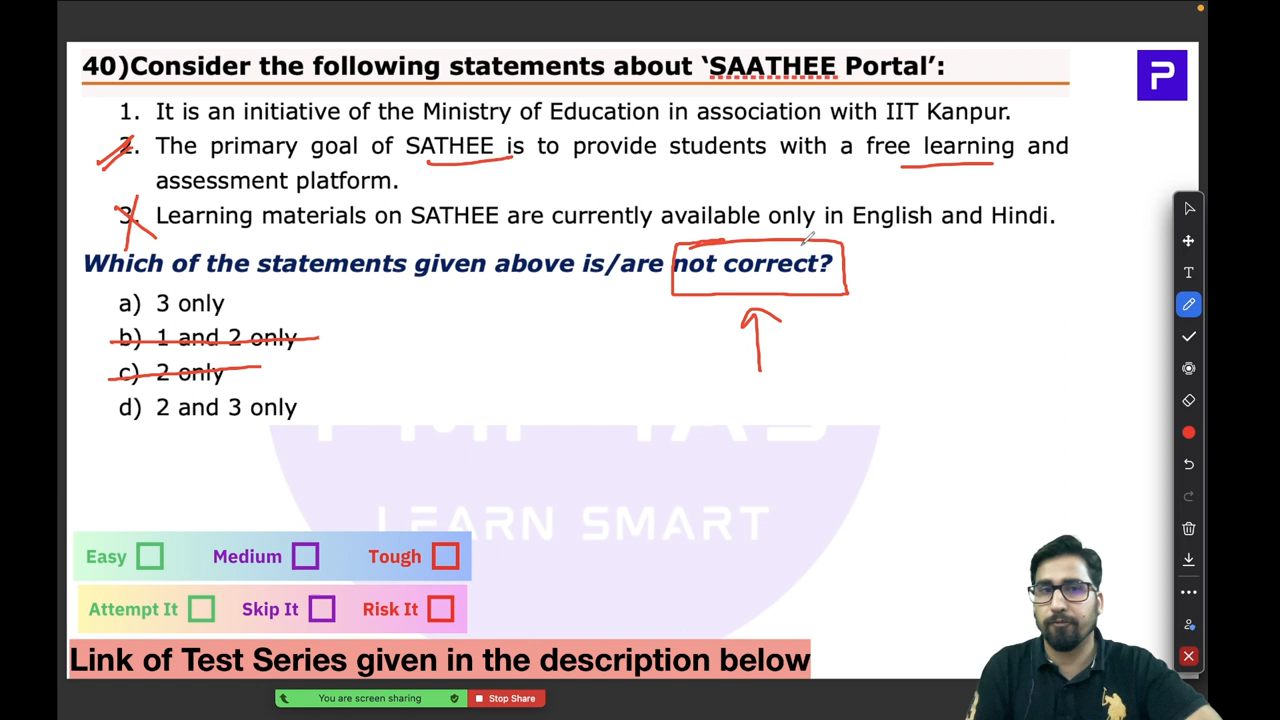 40)Consider the following statements about ‘SAATHEE Portal’:
1. It is an initiative of the Ministry of Education in association with IIT Kanpur.
2. The primary goal of SATHEE is to provide students with a free learning and
assessment platform.
3. Learning materials on SATHEE are currently available only in English and Hindi.
Which of the statements given above is/are not correct?
a) 3 only
b) 1 and 2 only
c) 2 only
d) 2 and 3 only
LEARN SMART
Easy Medium Tough
Attempt It Skip It Risk It
Link of Test Series given in the description below
You are screen sharing Stop Share